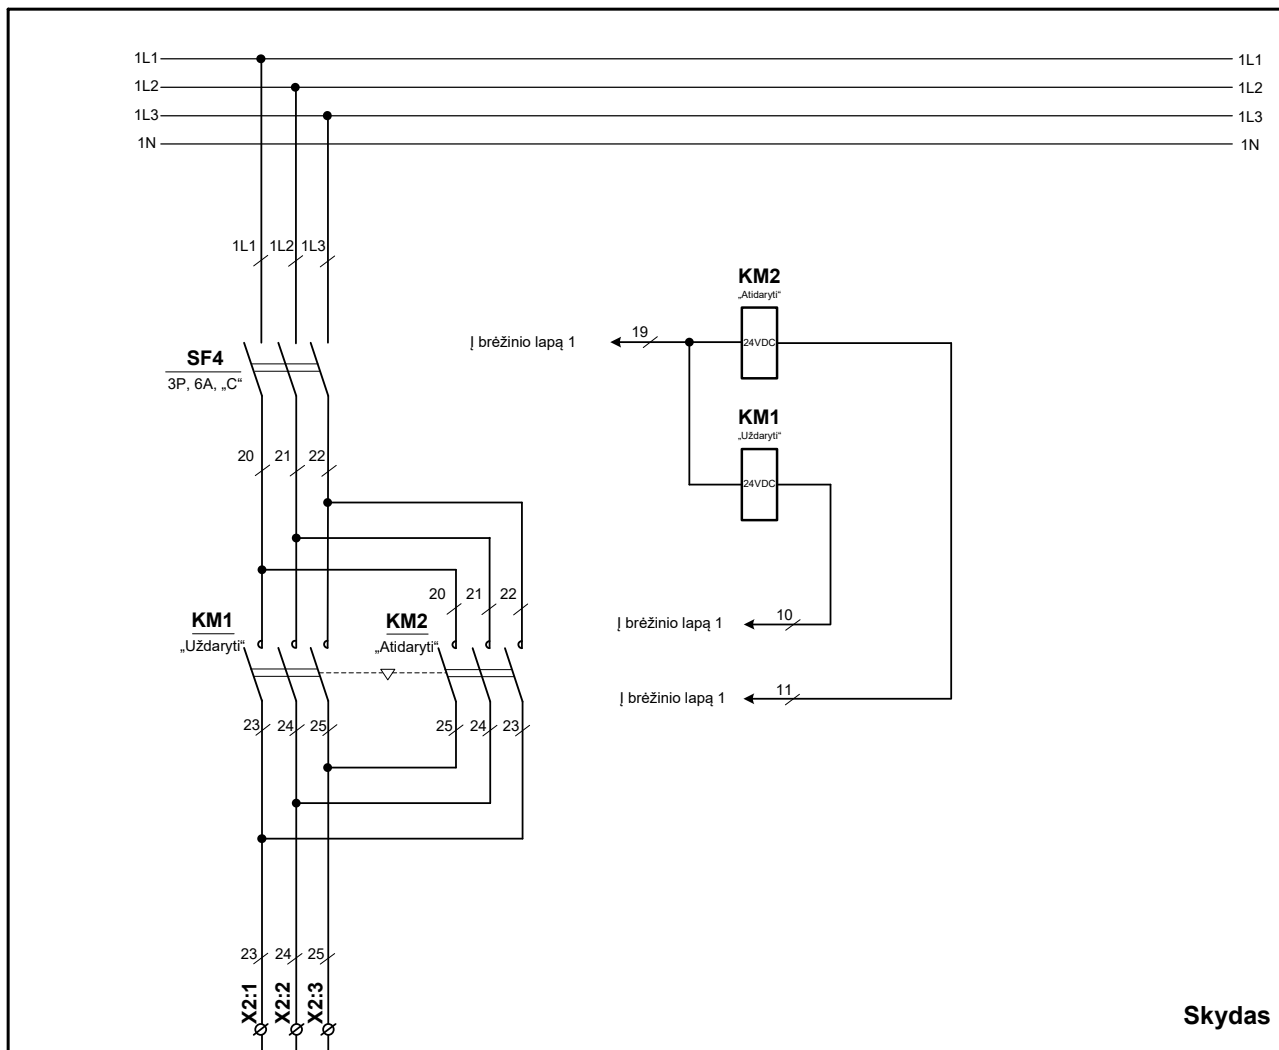 1L1 1L1
1L2 1L2
1L3 1L3
1N 1N
1L1 1L2 1L3
KM2
„Atidaryti“
24VDC
Į brėžinio lapą 1 19
SF4
3P, 6A, „C“
KM1
„Uždaryti“
24VDC
20 21 22
20 21 22
KM1
„Uždaryti“
KM2
„Atidaryti“
Į brėžinio lapą 1 10
Į brėžinio lapą 1 11
23 24 25 25 24 23
23 24 25
X2:1 X2:2 X2:3
Skydas